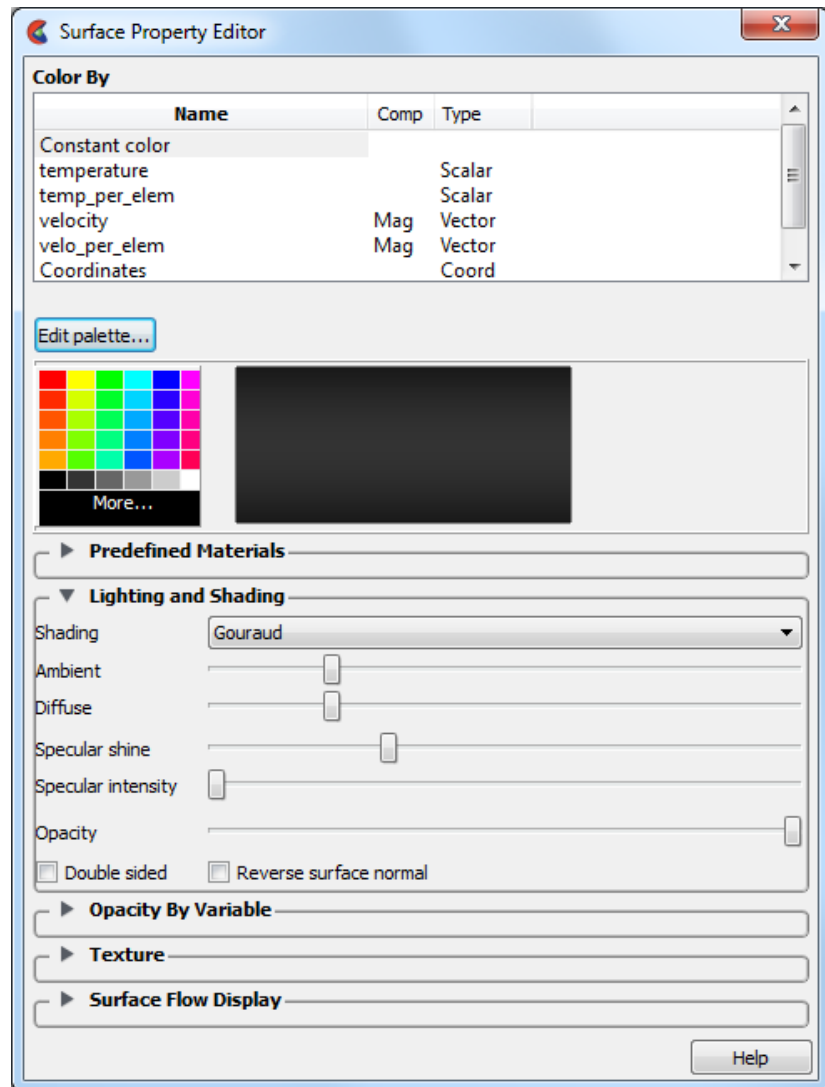 Surface Property Editor
Color By
Name Comp Type
Constant color
temperature Scalar
temp_per_elem Scalar
velocity Mag Vector
velo_per_elem Mag Vector
Coordinates Coord
Edit palette...
More...
Predefined Materials
Lighting and Shading
Shading Gouraud
Ambient
Diffuse
Specular shine
Specular intensity
Opacity
Double sided Reverse surface normal
Opacity By Variable
Texture
Surface Flow Display
Help